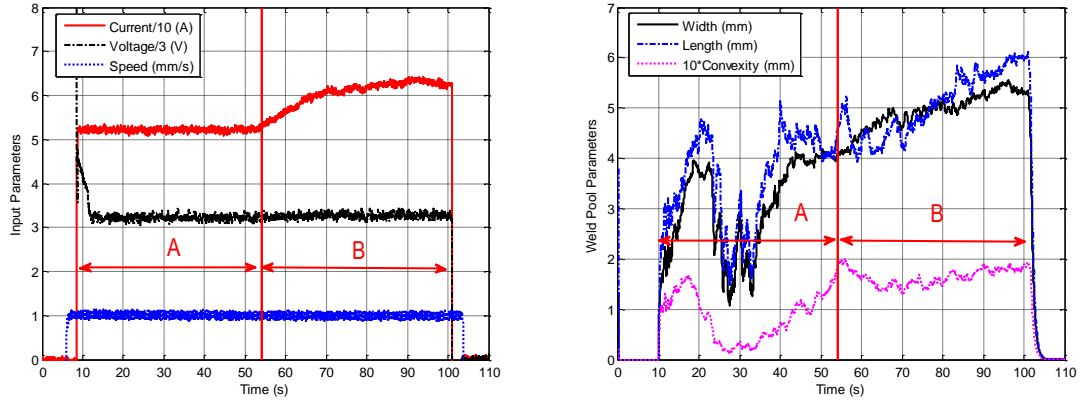 8
7
6
5
4
3
2
1
0
Input Parameters
Current/10 (A)
Voltage/3 (V)
Speed (mm/s)
A
B
0 10 20 30 40 50 60 70 80 90 100 110
Time (s)
7
6
5
4
3
2
1
0
Weld Pool Parameters
Width (mm)
Length (mm)
10*Convexity (mm)
A
B
0 10 20 30 40 50 60 70 80 90 100 110
Time (s)